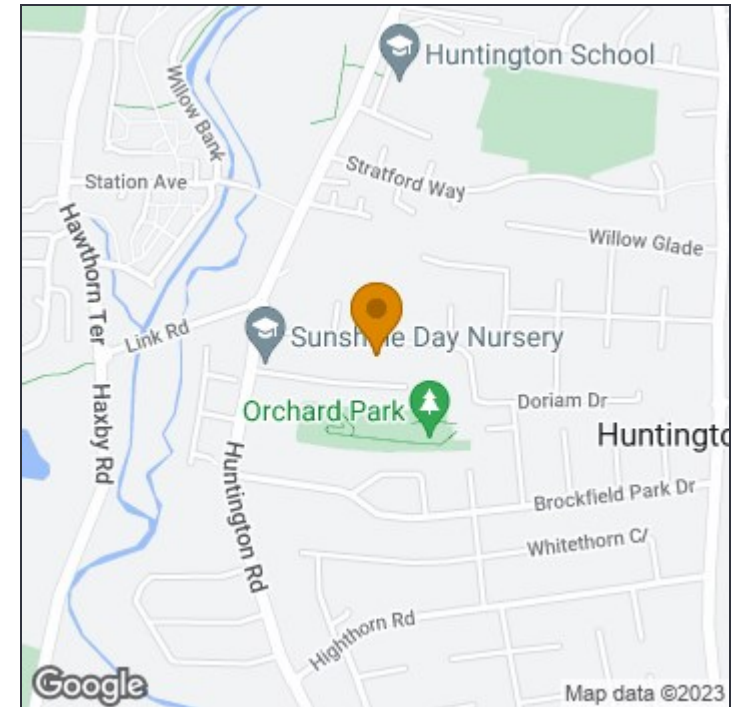 Huntington School
Willow Bank
Stratford Way
Station Ave
Hawthorn Ter
Willow Glade
Link Rd
Sunsh
e Day Nursery
Doriam Dr
Orchard Park
Huntingto
Haxby Rd
Huntington Rd
Brockfield Park Dr
Whitethorn Cl
Highthorn Rd
Google
Map data ©2023